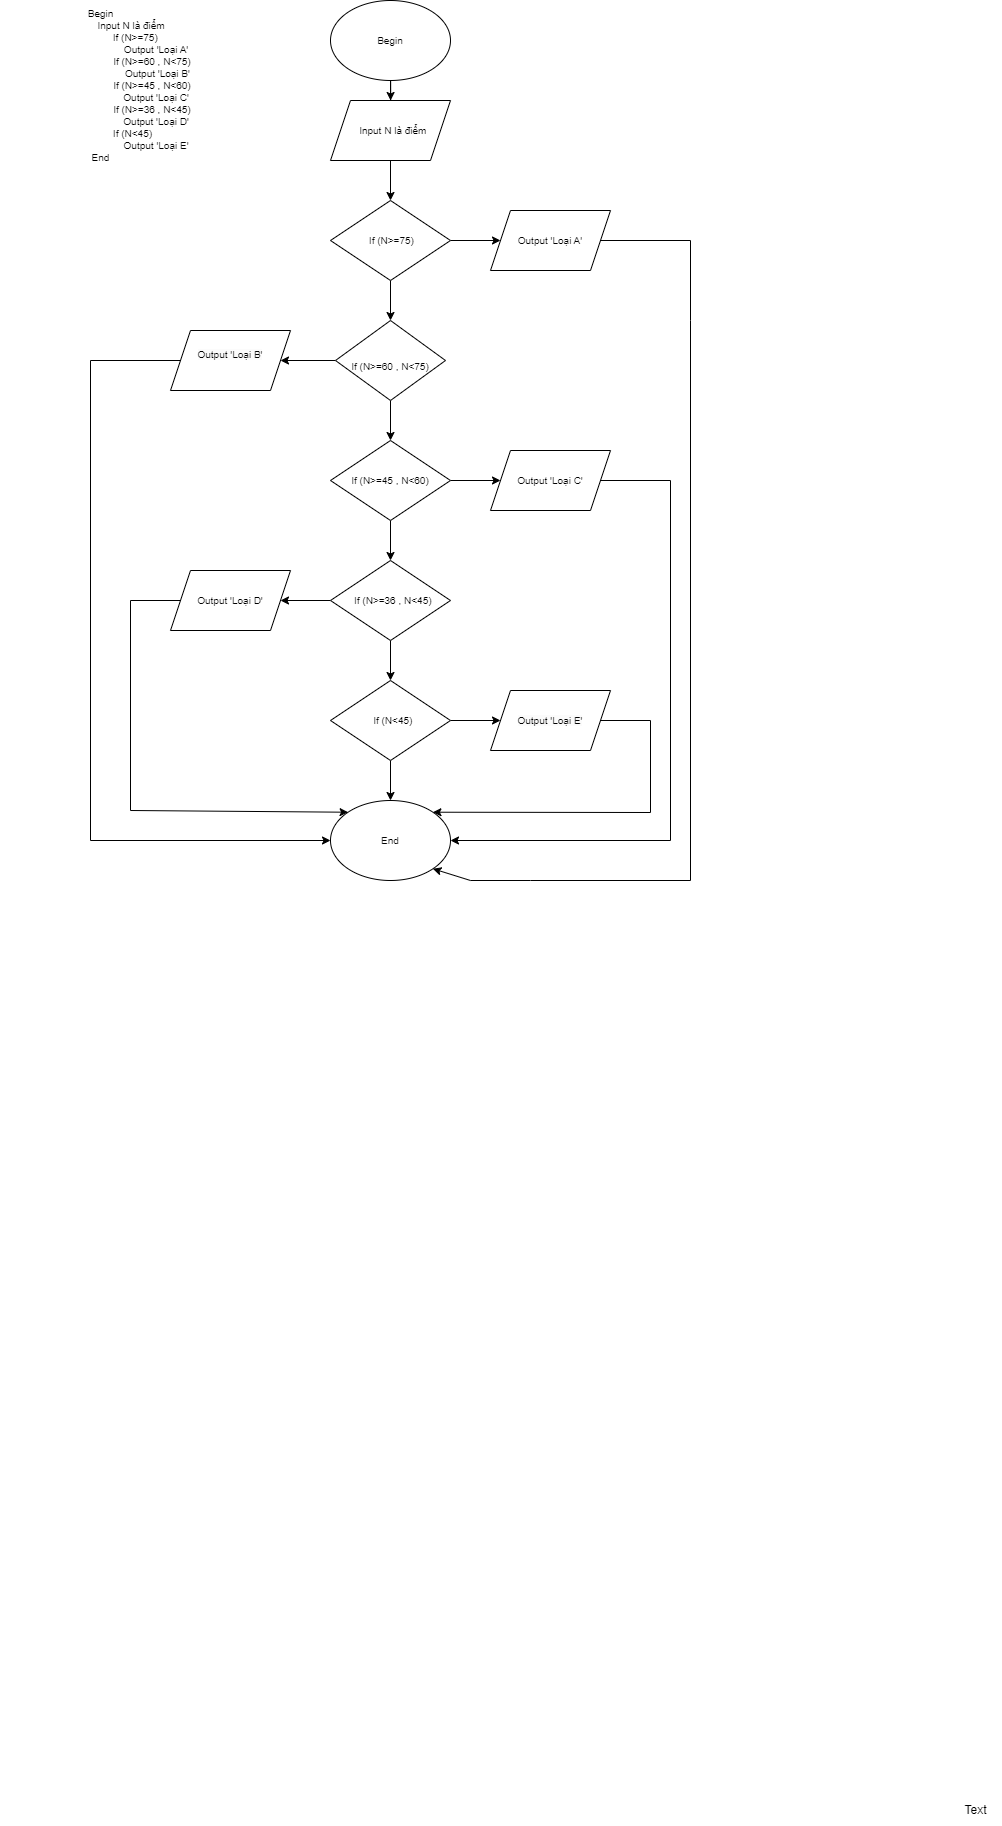 Begin
Input N là điểm
If (N>=75)
Output 'Loại A'
If (N>=60 , N<75)
Output 'Loại B'
If (N>=45 , N<60)
Output 'Loại C'
If (N>=36 , N<45)
Output 'Loại D'
If (N<45)
Output 'Loại E'
End
Begin
Input N là điểm
If (N>=75)
Output 'Loại A'
Output 'Loại B'
If (N>=60 , N<75)
If (N>=45 , N<60)
Output 'Loại C'
Output 'Loại D'
If (N>=36 , N<45)
If (N<45)
Output 'Loại E'
End
Text